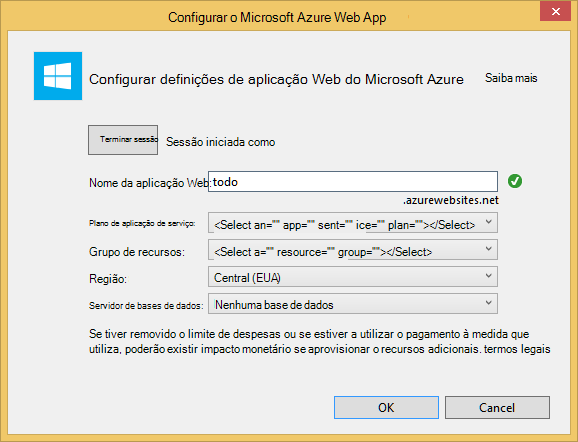 Configurar o Microsoft Azure Web App
Configurar definições de aplicação Web do Microsoft Azure
Saiba mais
Terminar sessão
Sessão iniciada como
Nome da aplicação Web:
todo
.azurewebsites.net
Plano de aplicação de serviço:
<Select an="" app="" sent="" ice="" plan=""></Select>
Grupo de recursos:
<Select a="" resource="" group=""></Select>
Região:
Central (EUA)
Servidor de bases de dados:
Nenhuma base de dados
Se tiver removido o limite de despesas ou se estiver a utilizar o pagamento à medida que
utiliza, poderão existir impacto monetário se aprovisionar o recursos adicionais. termos legais
OK
Cancel